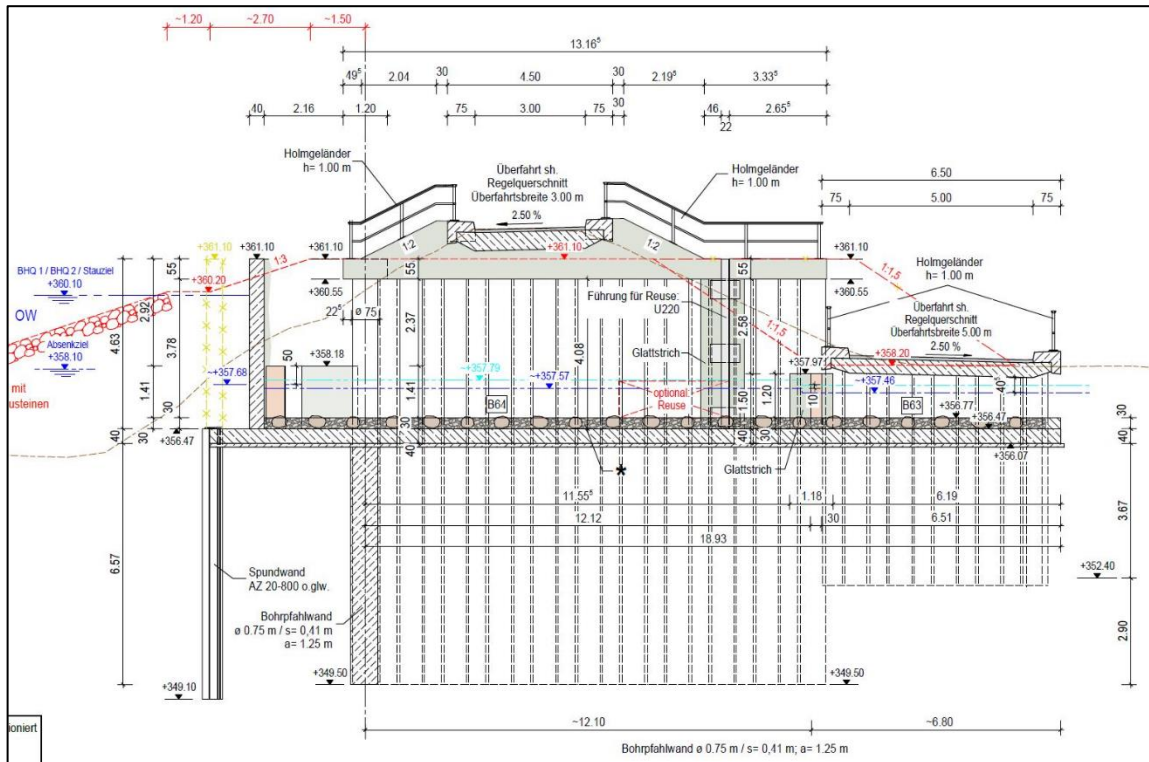 ~1.20
~2.70
~1.50
13.16⁵
49⁵
2.04
30
4.50
30
2.19⁵
3.33⁵
40
2.16
1.20
75
3.00
75
30
46
2.65⁵
22
Holmgeländer
h= 1.00 m
Überfahrt sh.
Regelquerschnitt
Überfahrtsbreite 3.00 m
2.50 %
Holmgeländer
h= 1.00 m
6.50
75
5.00
75
BHQ 1 / BHQ 2 / Stauziel
+360.10
OW
Absenkziel
+358.10
mit
usteinen
+361.10
+361.10
+361.10
1:3
+360.20
1:2
+361.10
1:2
+361.10
1:1,5
Holmgeländer
h= 1.00 m
55
2.92
4.63
3.78
1.41
30
40
30
+360.55
22⁵
ø 75
55
2.37
4.08
Führung für Reuse:
U220
55
2.58
1:1,5
+360.55
Überfahrt sh.
Regelquerschnitt
Überfahrtsbreite 5.00 m
2.50 %
+358.20
Glattstrich
~357.68
50
+358.18
1.41
~357.79
~357.57
optional:
Reuse
+357.97
1.50
1.20
10
~357.46
40
B64
B63
+356.77
+356.47
+356.47
30
40
40
30
+356.07
30
40
*
Glattstrich
11.55⁵
1.18
6.19
12.12
30
6.51
18.93
3.67
6.57
Spundwand
AZ 20-800 o.glw.
Bohrpfahlwand
ø 0.75 m / s= 0,41 m
a= 1.25 m
+352.40
2.90
+349.10
+349.50
+349.50
ioniert
~12.10
~6.80
Bohrpfahlwand ø 0.75 m / s= 0,41 m; a= 1.25 m